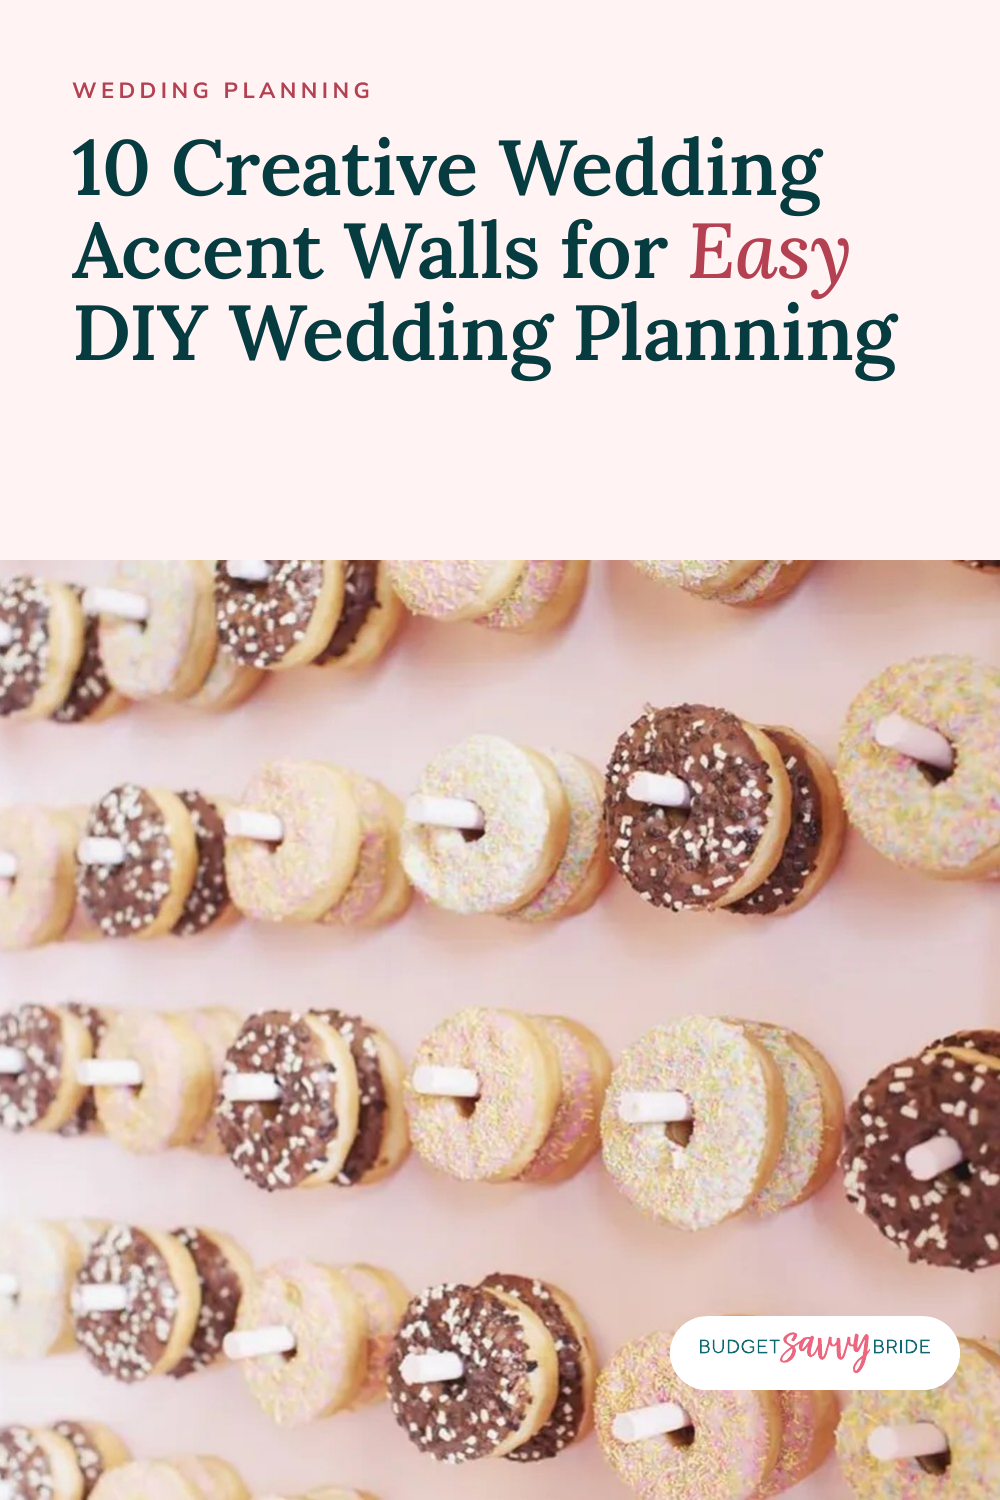 WEDDING PLANNING
10 Creative Wedding
Accent Walls for Easy
DIY Wedding Planning
BUDGET savvy BRIDE